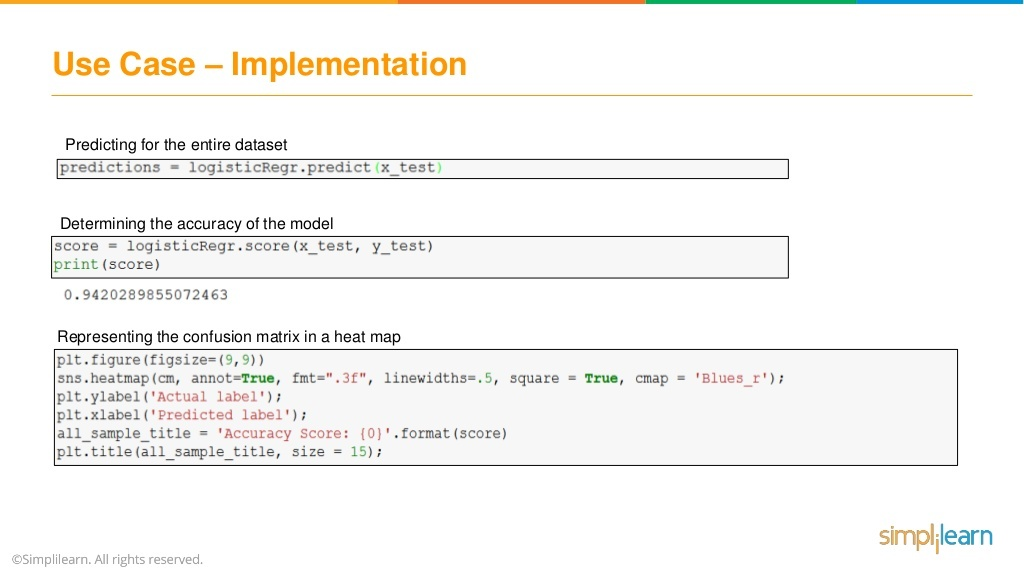 Use Case – Implementation
Predicting for the entire dataset
predictions = logisticRegr.predict(x_test)
Determining the accuracy of the model
score = logisticRegr.score(x_test, y_test)
print(score)
0.9420289855072463
Representing the confusion matrix in a heat map
plt.figure(figsize=(9,9))
sns.heatmap(cm, annot=True, fmt=".3f", linewidths=.5, square = True, cmap = 'Blues_r');
plt.ylabel('Actual label');
plt.xlabel('Predicted label');
all_sample_title = 'Accuracy Score: {0}'.format(score)
plt.title(all_sample_title, size = 15);
simplilearn
©Simplilearn. All rights reserved.